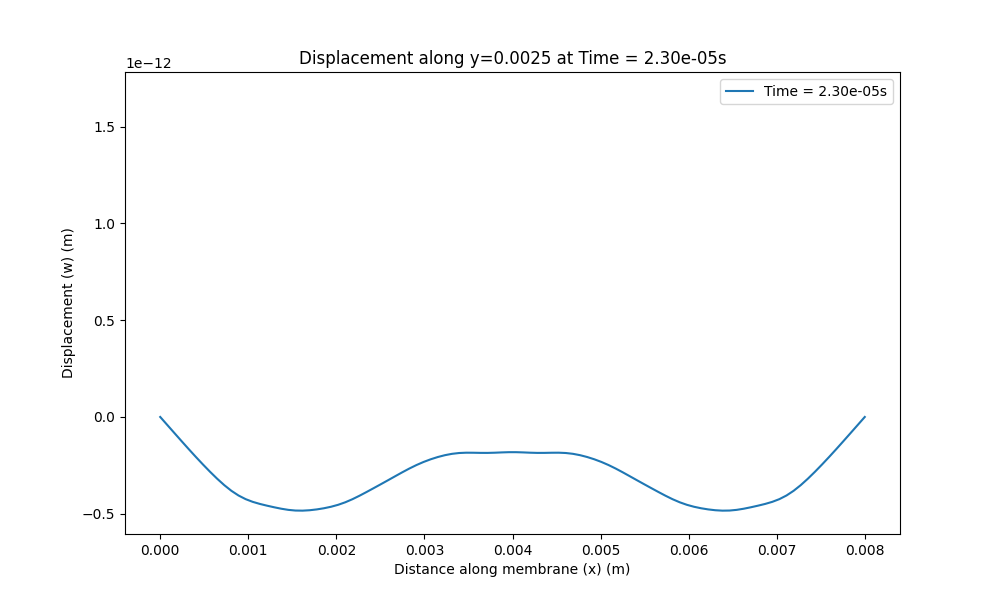 Displacement along y=0.0025 at Time = 2.30e-05s
1e−12
Time = 2.30e-05s
1.5
1.0
0.5
0.0
−0.5
Displacement (w) (m)
0.000 0.001 0.002 0.003 0.004 0.005 0.006 0.007 0.008
Distance along membrane (x) (m)